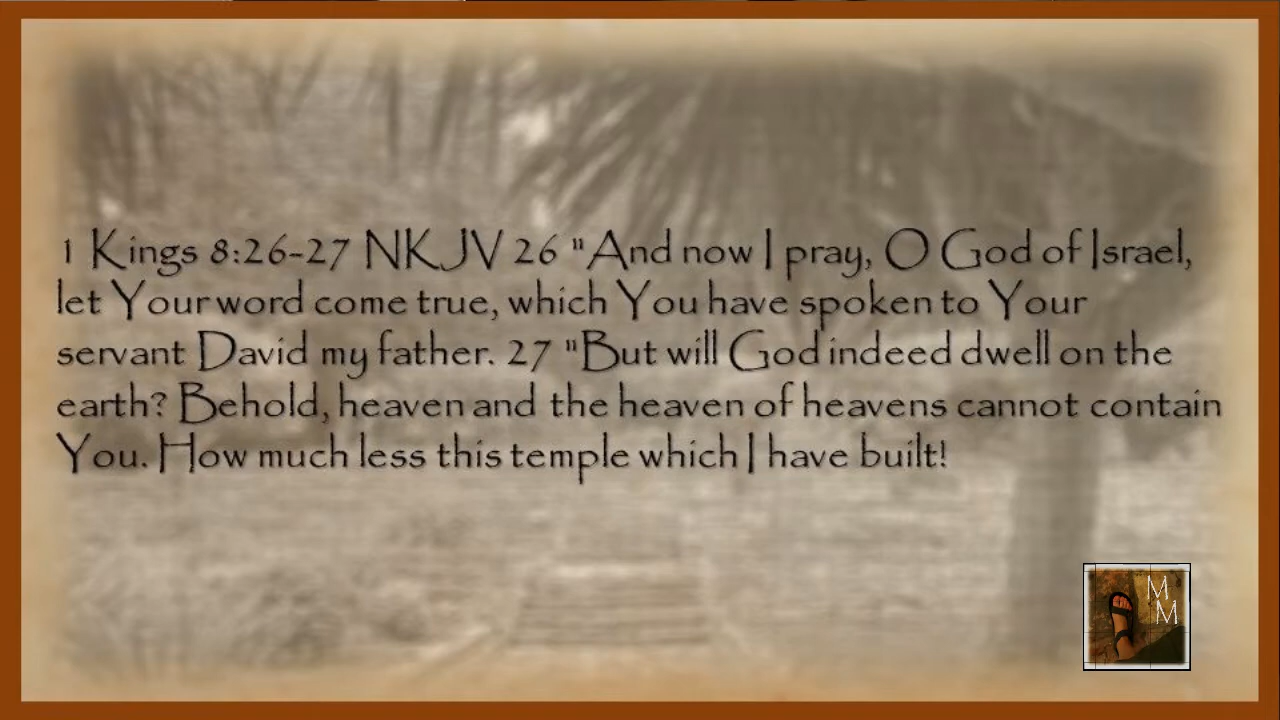 1 Kings 8:26-27 NKJV 26 "And now I pray, O God of Israel,
let Your word come true, which You have spoken to Your
servant David my father. 27 "But will God indeed dwell on the
earth? Behold, heaven and the heaven of heavens cannot contain
You. How much less this temple which I have built!
M
M